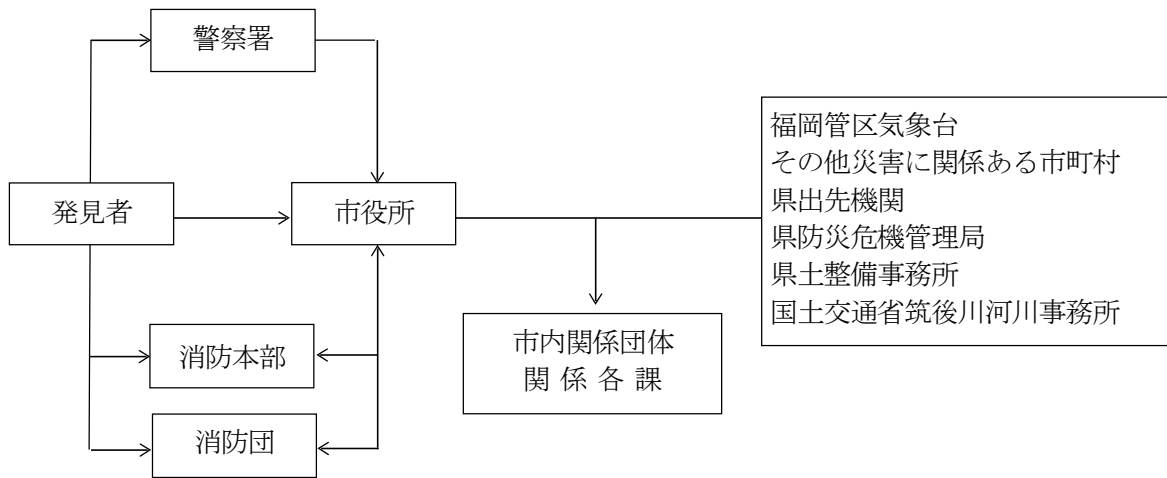 警察署
発見者
市役所
消防本部
消防団
市内関係団体
関 係 各 課
福岡管区気象台
その他災害に関係ある市町村
県出先機関
県防災危機管理局
県土整備事務所
国土交通省筑後川河川事務所